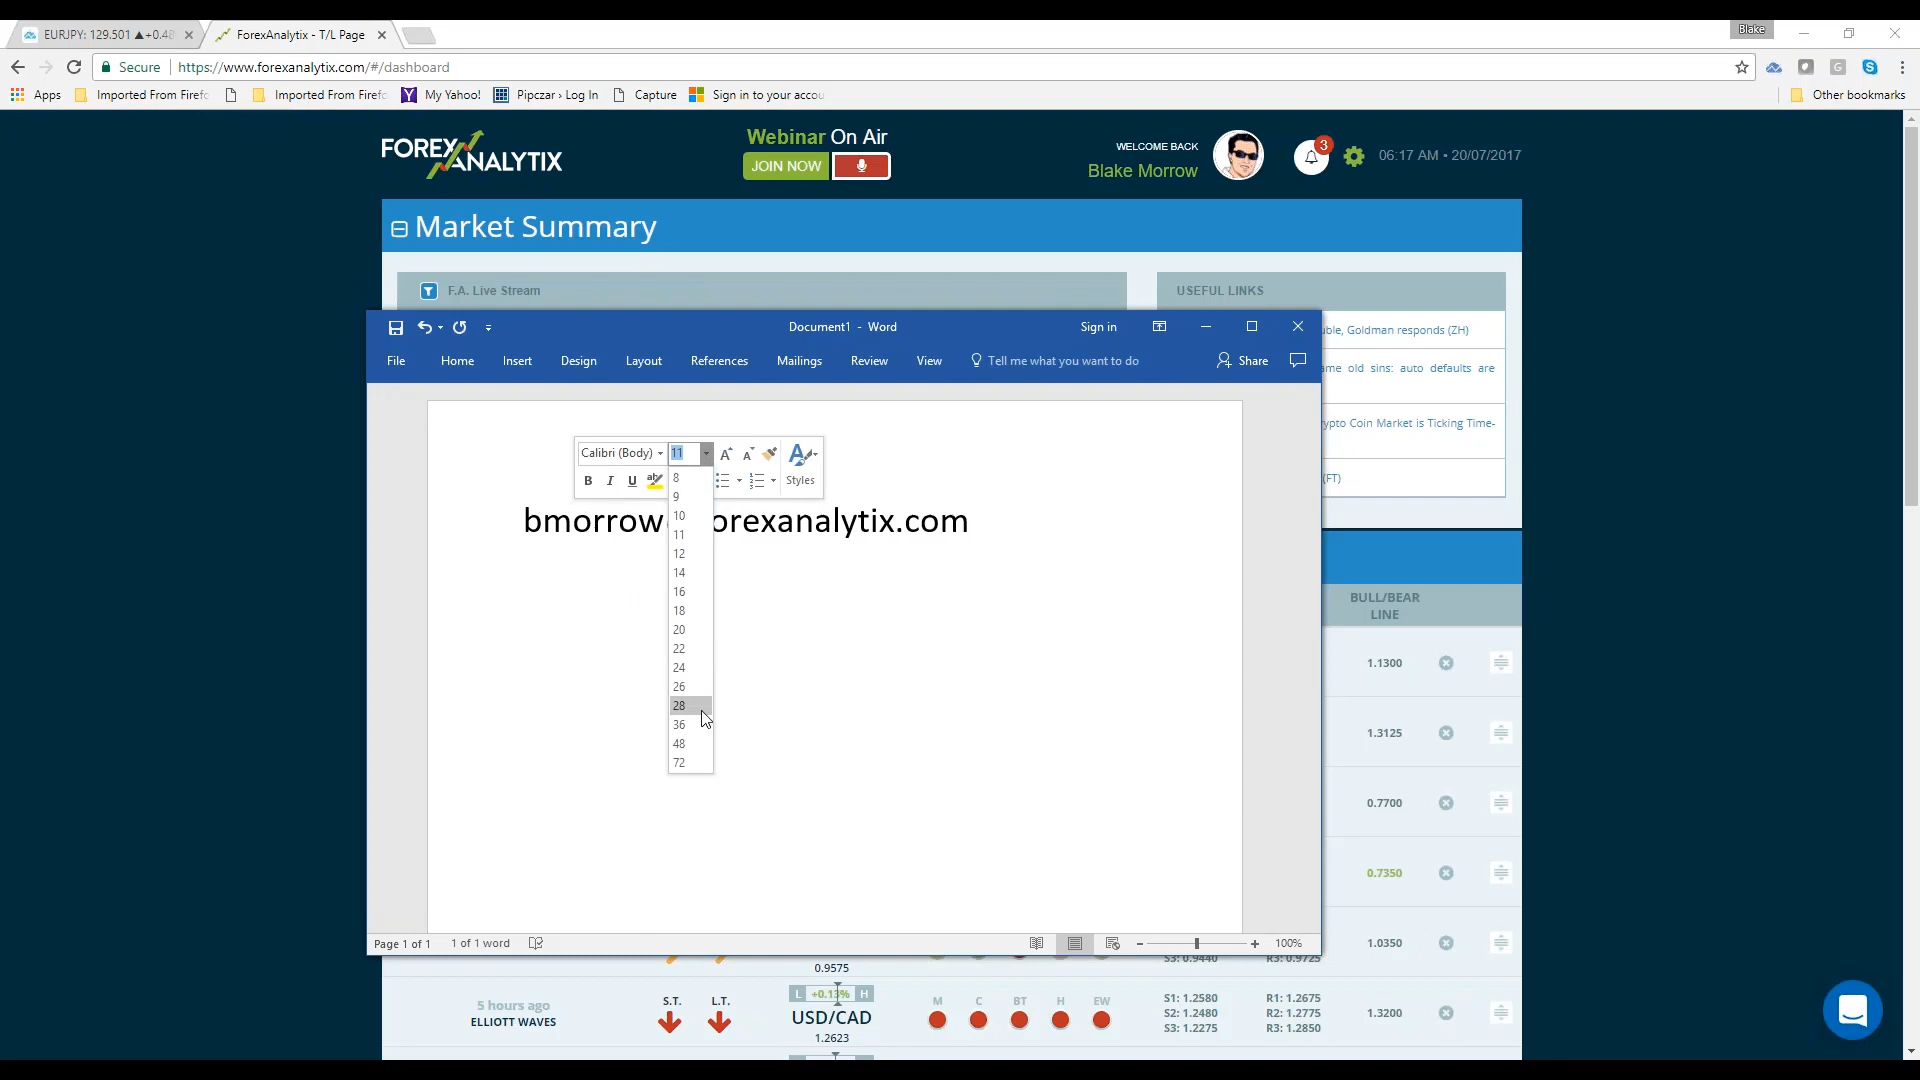 EURJPY: 129.501 ▲+0.48
ForexAnalytix - T/L Page
Blake
Secure
https://www.forexanalytix.com/#/dashboard
Apps
Imported From Firefo
Imported From Firefo
My Yahoo!
Pipczar › Log In
Capture
Sign in to your accou
Other bookmarks
FOREX ANALYTIX
Webinar On Air
JOIN NOW
WELCOME BACK
Blake Morrow
3
06:17 AM • 20/07/2017
Market Summary
F.A. Live Stream
USEFUL LINKS
uble, Goldman responds (ZH)
ame old sins: auto defaults are
ypto Coin Market is Ticking Time-
(FT)
Document1 - Word
Sign in
File
Home
Insert
Design
Layout
References
Mailings
Review
View
Tell me what you want to do
Share
Calibri (Body)
11
B I U
Styles
8
9
10
11
12
14
16
18
20
22
24
26
28
36
48
72
bmorrow
orexanalytix.com
BULL/BEAR
LINE
1.1300
1.3125
0.7700
0.7350
1.0350
Page 1 of 1
1 of 1 word
100%
0.9575
S3: 0.9440
R3: 0.9725
5 hours ago
ELLIOTT WAVES
S.T.
L.T.
L +0.13% H
USD/CAD
1.2623
M
C
BT
H
EW
S1: 1.2580
S2: 1.2480
S3: 1.2275
R1: 1.2675
R2: 1.2775
R3: 1.2850
1.3200